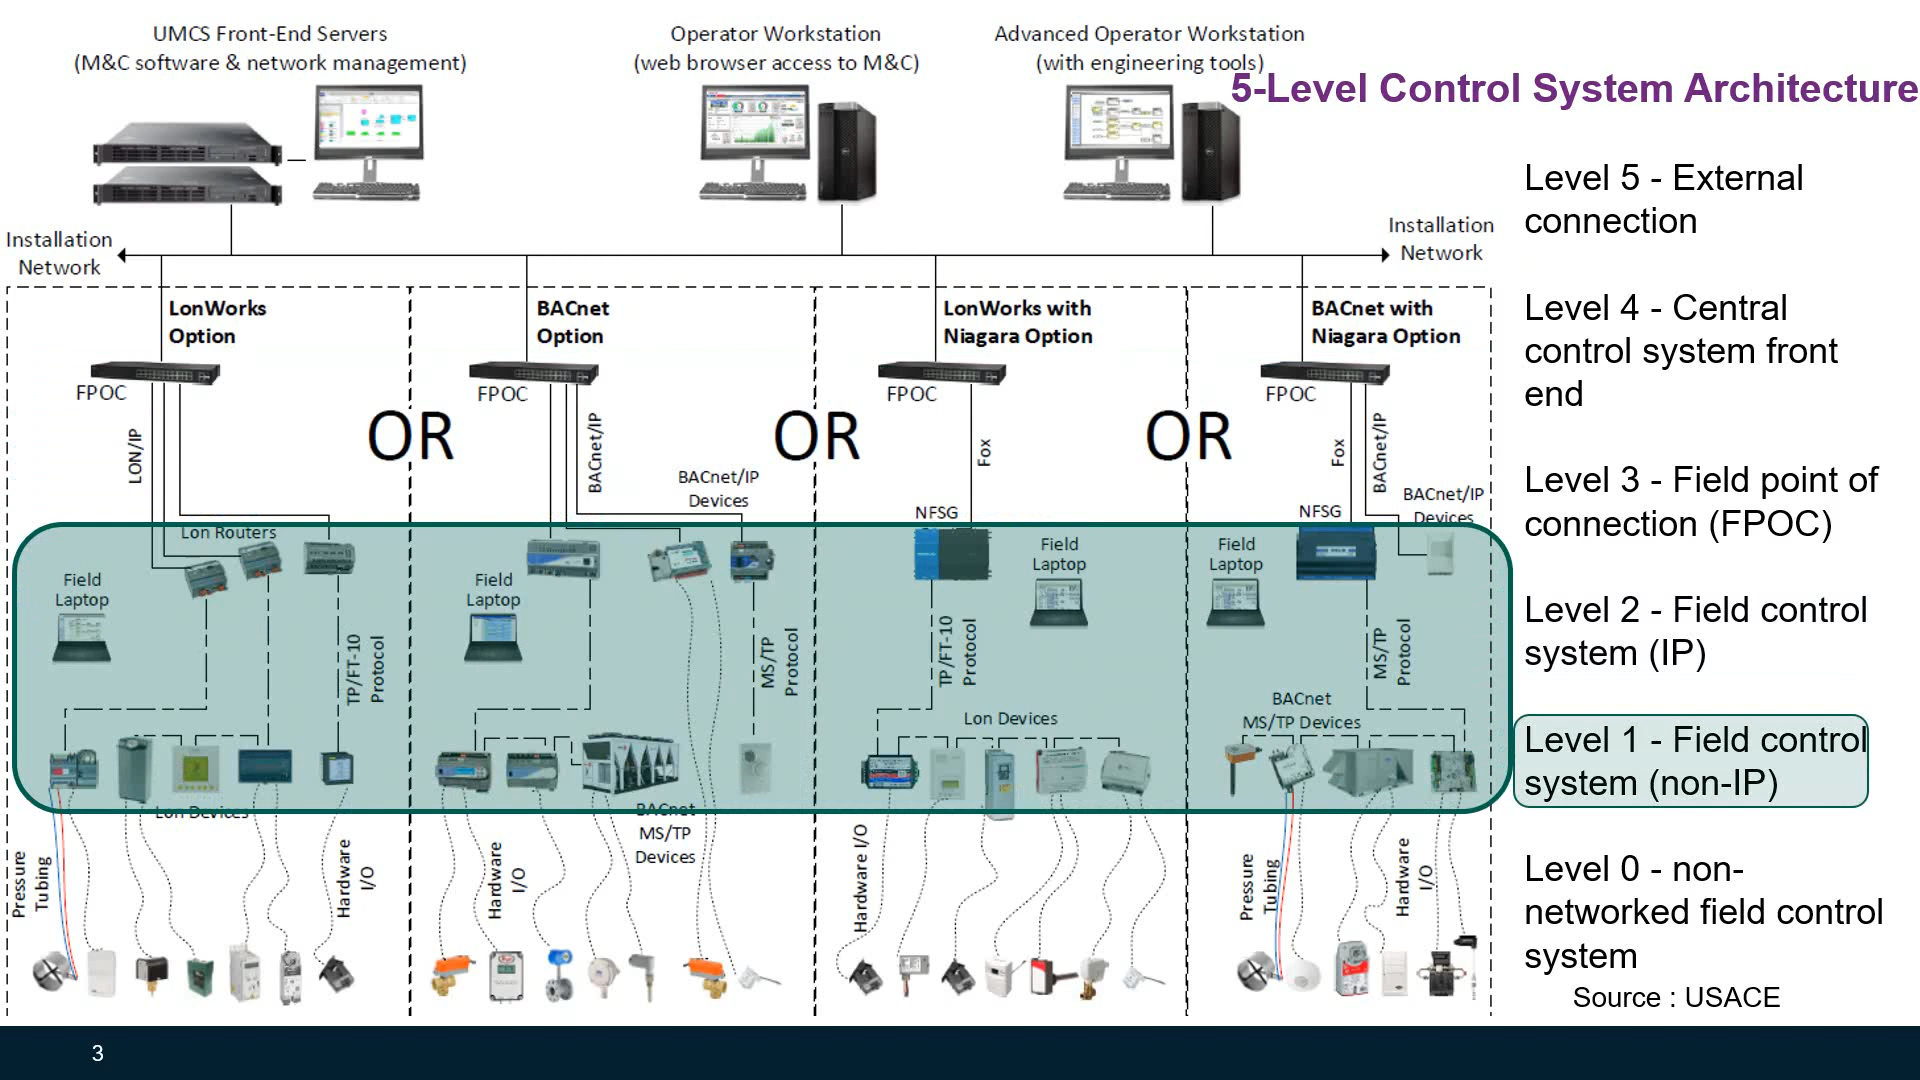 UMCS Front-End Servers
(M&C software & network management)
Operator Workstation
(web browser access to M&C)
Advanced Operator Workstation
(with engineering tools)
5-Level Control System Architecture
Installation
Network
Installation
Network
LonWorks
Option
BACnet
Option
LonWorks with
Niagara Option
BACnet with
Niagara Option
FPOC
FPOC
FPOC
FPOC
OR
OR
OR
LON/IP
BACnet/IP
Fox
Fox
BACnet/IP
BACnet/IP
Devices
BACnet/IP
Devices
NFSG
NFSG
Lon Routers
Field
Laptop
Field
Laptop
Field
Laptop
Field
Laptop
TP/FT-10
Protocol
MS/TP
Protocol
TP/FT-10
Protocol
MS/TP
Protocol
Lon Devices
BACnet
MS/TP Devices
Lon Devices
BACnet
MS/TP
Devices
Pressure
Tubing
Hardware
I/O
Hardware
I/O
Hardware I/O
Pressure
Tubing
Hardware
I/O
Level 5 - External
connection
Level 4 - Central
control system front
end
Level 3 - Field point of
connection (FPOC)
Level 2 - Field control
system (IP)
Level 1 - Field control
system (non-IP)
Level 0 - non-
networked field control
system
Source : USACE
3